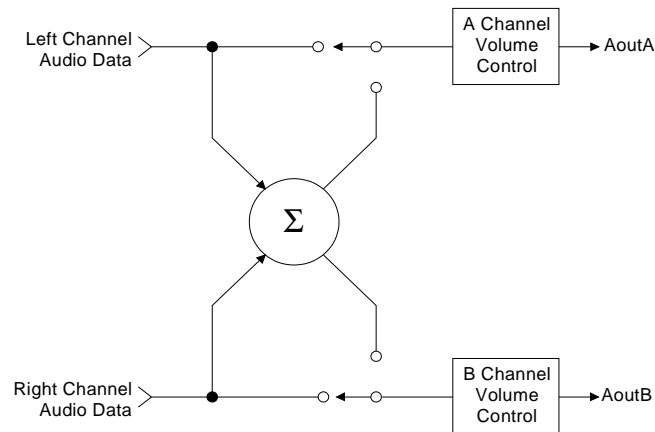 Left Channel
Audio Data
A Channel
Volume
Control
AoutA
Σ
Right Channel
Audio Data
B Channel
Volume
Control
AoutB